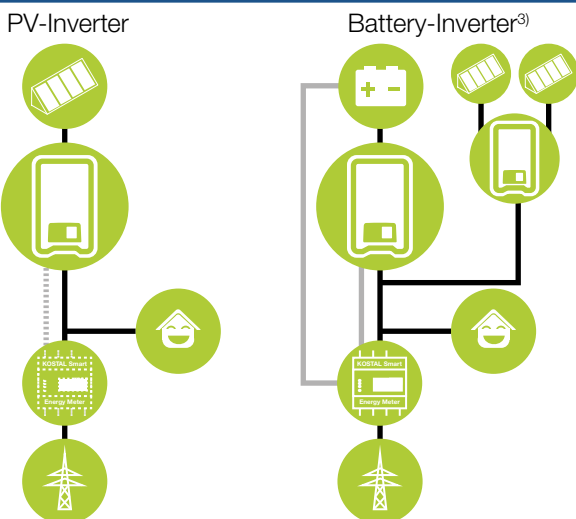 PV-Inverter
Battery-Inverter3)
+ -
KOSTAL Smart
Energy Meter
KOSTAL Smart
Energy Meter